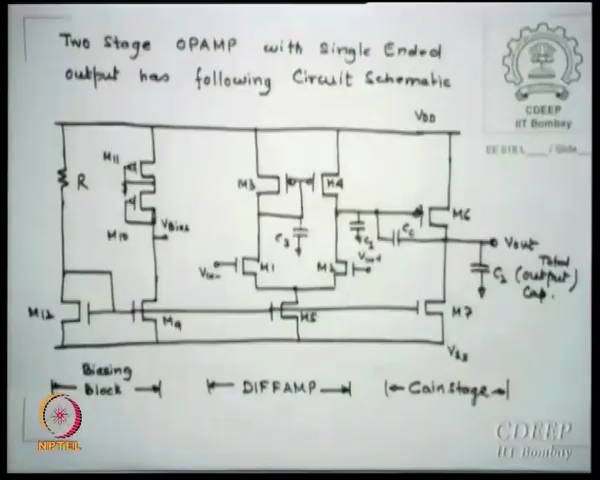 Two Stage OPAMP with Single Ended
output has following Circuit Schematic
CDEEP
IIT Bombay
VDD
M11
R
M3
M4
M6
M10
VBias
C3
C2
Cc
Vout
Vin-
M1
M2
Vin+
C1
Total
(output)
Cap.
M12
M9
M5
M7
VSS
Biasing
Block
DIFFAMP
Gain Stage
NPTEL
CDEEP
IIT Bombay